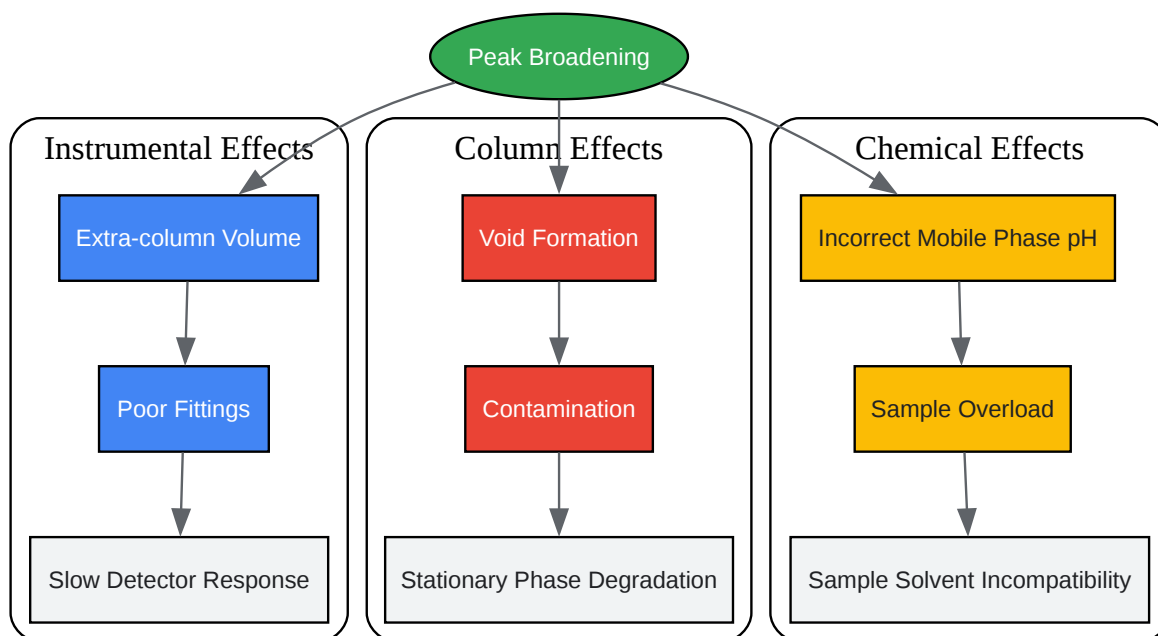 Peak Broadening
Instrumental Effects
Column Effects
Chemical Effects
Extra-column Volume
Void Formation
Incorrect Mobile Phase pH
Poor Fittings
Contamination
Sample Overload
Slow Detector Response
Stationary Phase Degradation
Sample Solvent Incompatibility